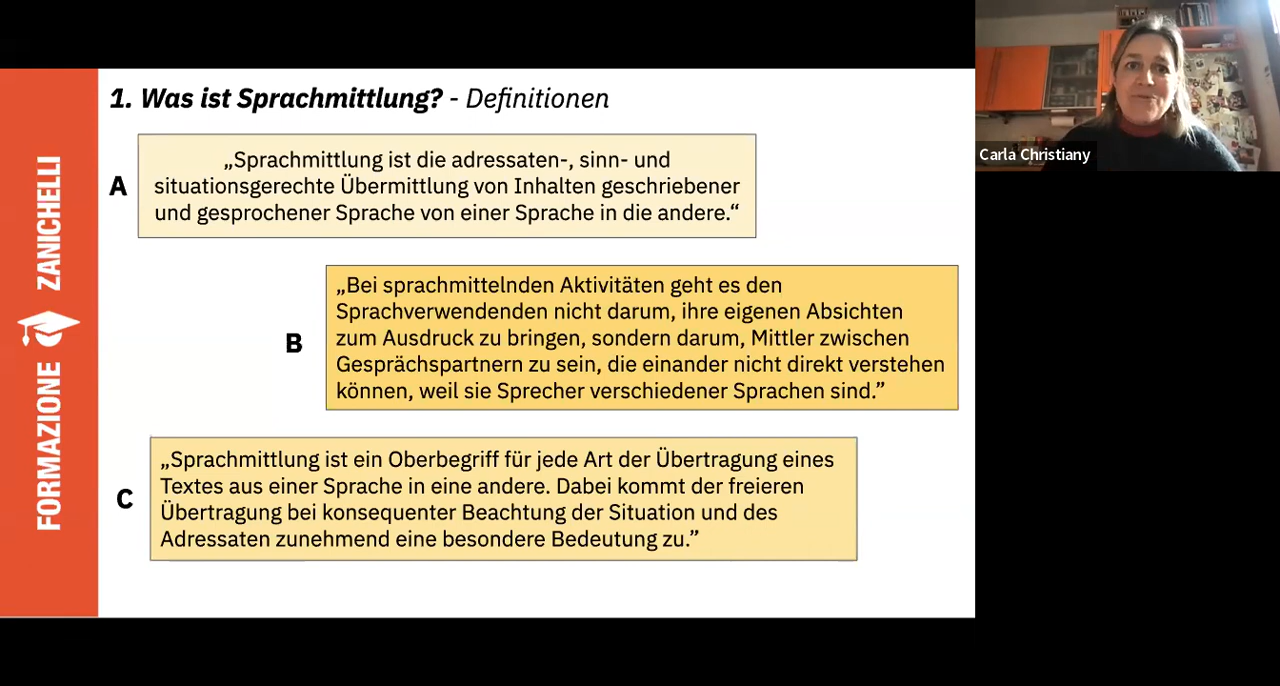 1. Was ist Sprachmittlung? - Definitionen
A
„Sprachmittlung ist die adressaten-, sinn- und
situationsgerechte Übermittlung von Inhalten geschriebener
und gesprochener Sprache von einer Sprache in die andere.“
B
„Bei sprachmittelnden Aktivitäten geht es den
Sprachverwendenden nicht darum, ihre eigenen Absichten
zum Ausdruck zu bringen, sondern darum, Mittler zwischen
Gesprächspartnern zu sein, die einander nicht direkt verstehen
können, weil sie Sprecher verschiedener Sprachen sind.”
C
„Sprachmittlung ist ein Oberbegriff für jede Art der Übertragung eines
Textes aus einer Sprache in eine andere. Dabei kommt der freieren
Übertragung bei konsequenter Beachtung der Situation und des
Adressaten zunehmend eine besondere Bedeutung zu.”
FORMAZIONE ZANICHELLI
Carla Christiany